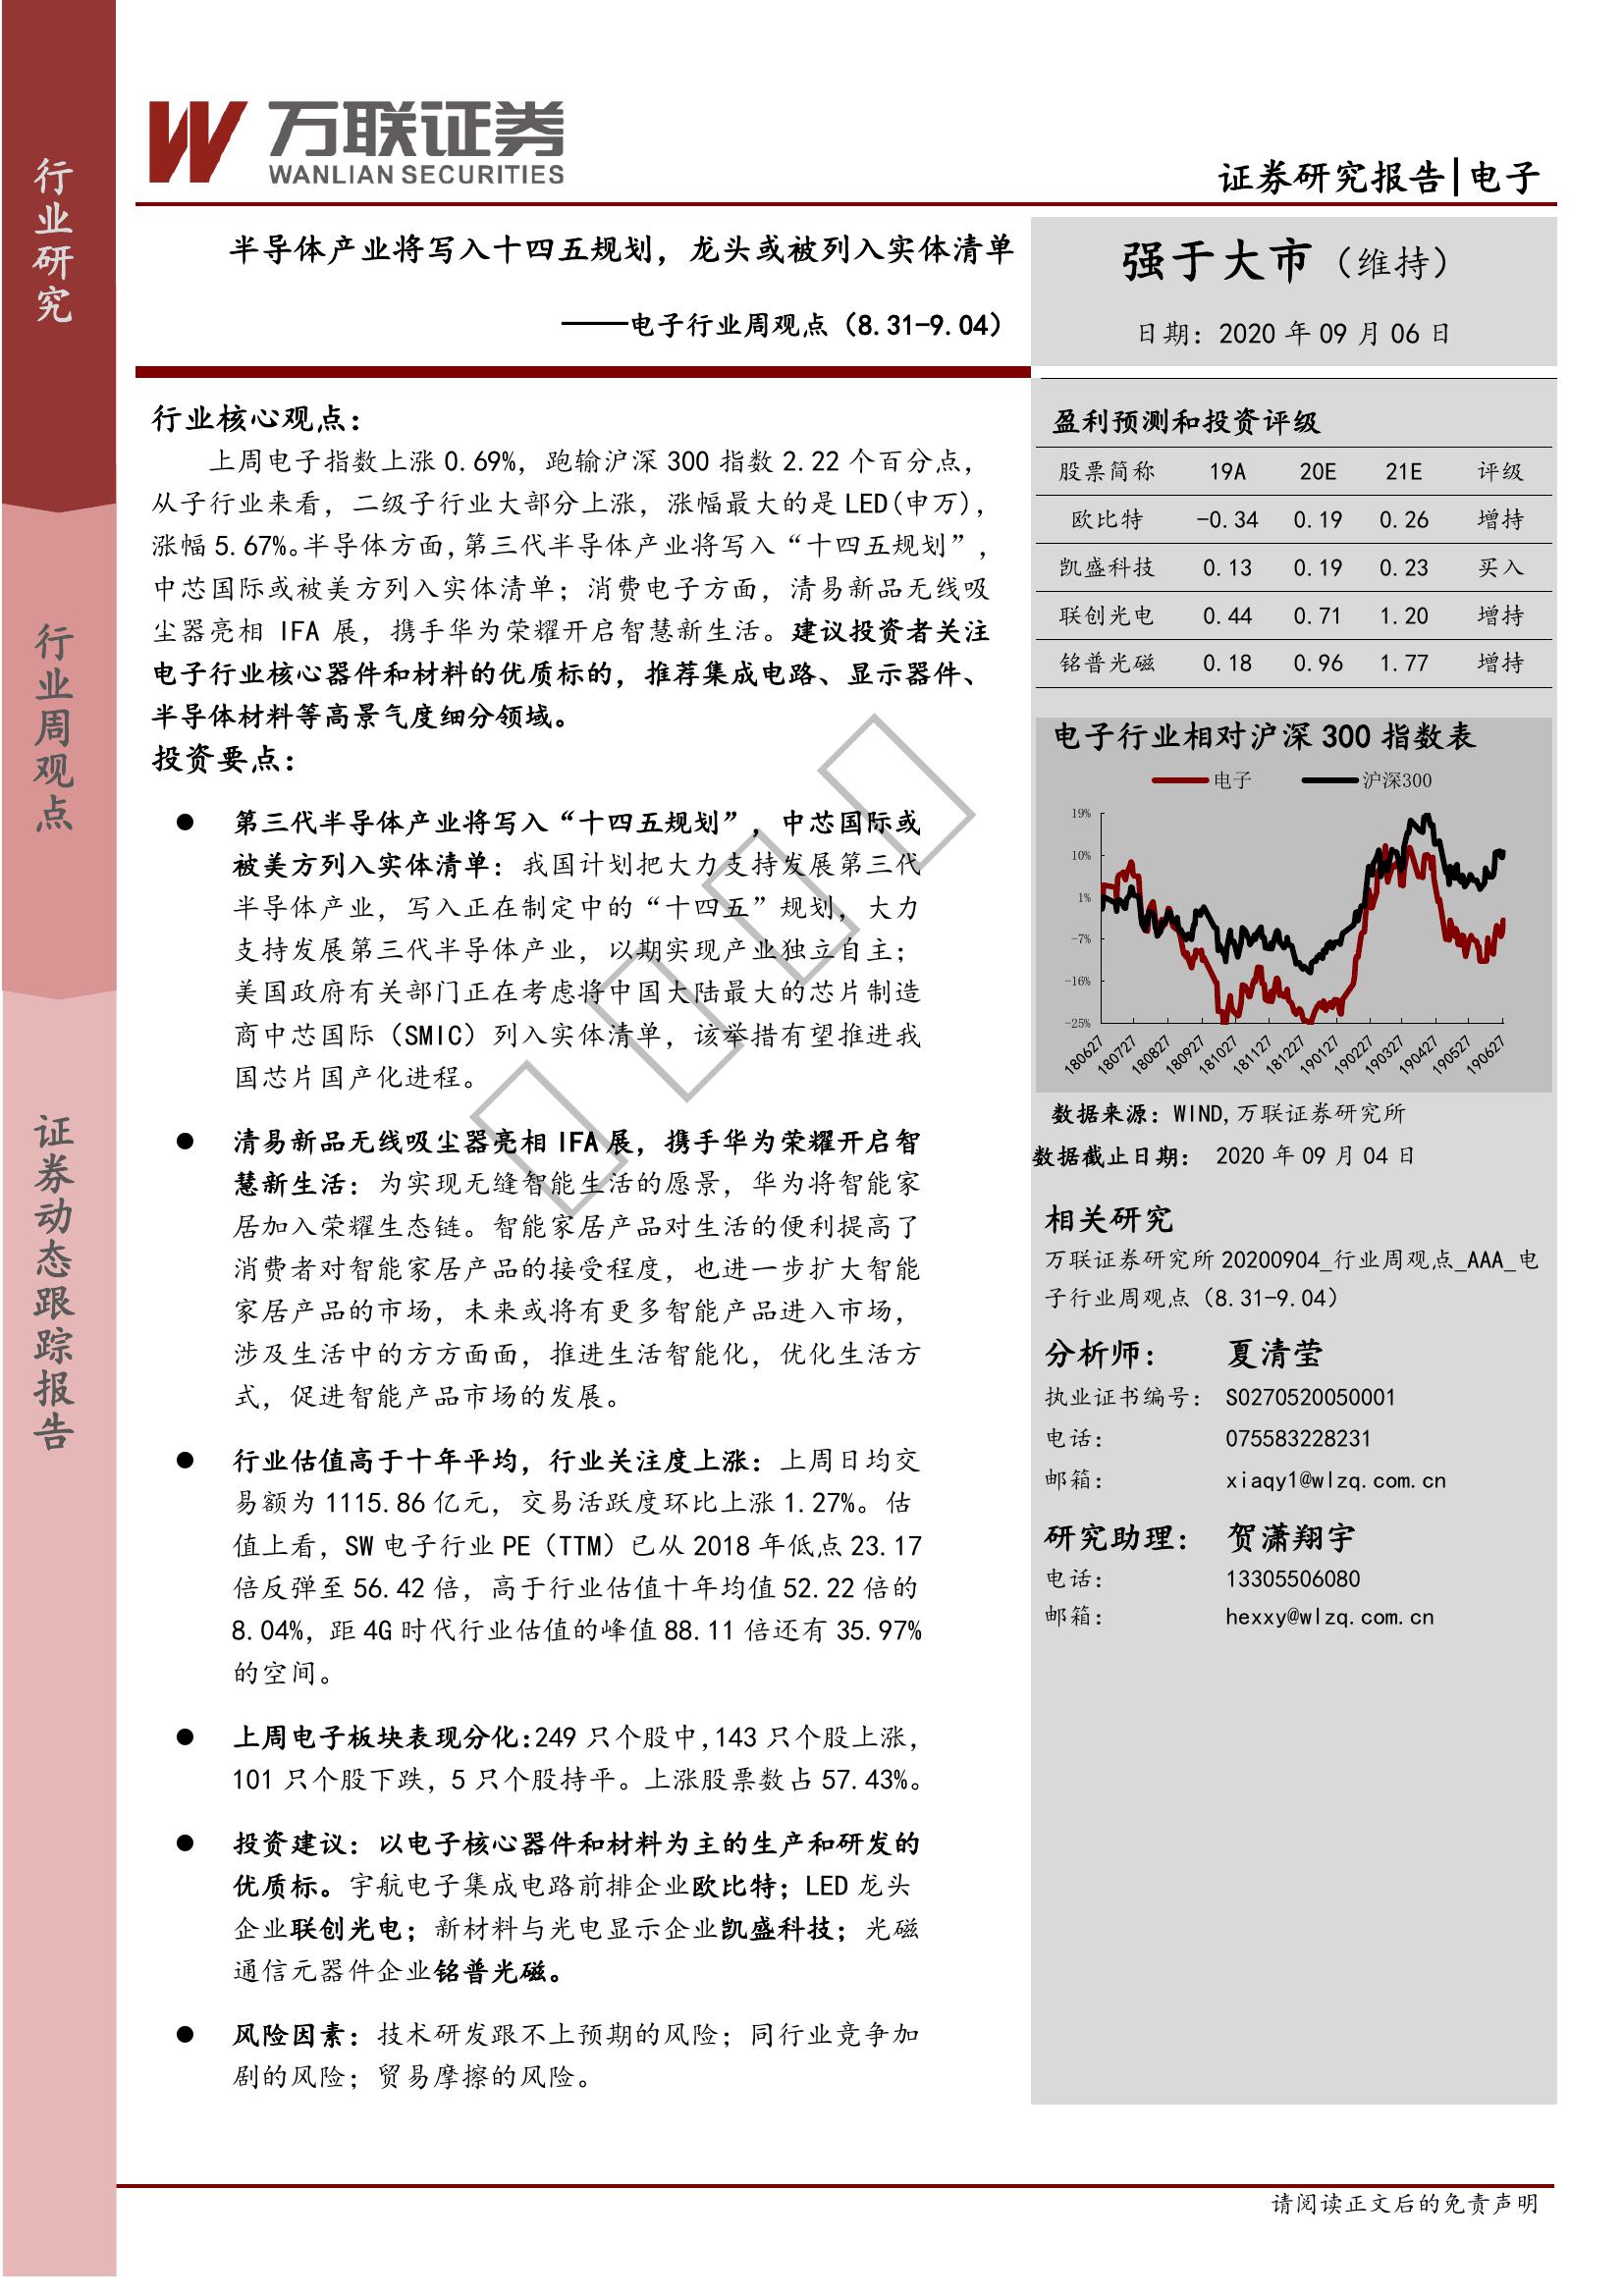 行业研究
行业周观点
证券动态跟踪报告
万联证券
WANLIAN SECURITIES
证券研究报告|电子
半导体产业将写入十四五规划，龙头或被列入实体清单
——电子行业周观点（8.31-9.04）
强于大市（维持）
日期：2020 年 09 月 06 日
行业核心观点：
上周电子指数上涨 0.69%，跑输沪深 300 指数 2.22 个百分点，
从子行业来看，二级子行业大部分上涨，涨幅最大的是 LED(申万)，
涨幅 5.67%。半导体方面,第三代半导体产业将写入“十四五规划”，
中芯国际或被美方列入实体清单；消费电子方面，清易新品无线吸
尘器亮相 IFA 展，携手华为荣耀开启智慧新生活。建议投资者关注
电子行业核心器件和材料的优质标的，推荐集成电路、显示器件、
半导体材料等高景气度细分领域。
投资要点：
● 第三代半导体产业将写入“十四五规划”，中芯国际或
被美方列入实体清单：我国计划把大力支持发展第三代
半导体产业，写入正在制定中的“十四五”规划，大力
支持发展第三代半导体产业，以期实现产业独立自主；
美国政府有关部门正在考虑将中国大陆最大的芯片制造
商中芯国际（SMIC）列入实体清单，该举措有望推进我
国芯片国产化进程。
● 清易新品无线吸尘器亮相 IFA 展，携手华为荣耀开启智
慧新生活：为实现无缝智能生活的愿景，华为将智能家
居加入荣耀生态链。智能家居产品对生活的便利提高了
消费者对智能家居产品的接受程度，也进一步扩大智能
家居产品的市场，未来或将有更多智能产品进入市场，
涉及生活中的方方面面，推进生活智能化，优化生活方
式，促进智能产品市场的发展。
● 行业估值高于十年平均，行业关注度上涨：上周日均交
易额为 1115.86 亿元，交易活跃度环比上涨 1.27%。估
值上看，SW 电子行业 PE（TTM）已从 2018 年低点 23.17
倍反弹至 56.42 倍，高于行业估值十年均值 52.22 倍的
8.04%，距 4G 时代行业估值的峰值 88.11 倍还有 35.97%
的空间。
● 上周电子板块表现分化:249 只个股中,143 只个股上涨，
101 只个股下跌，5 只个股持平。上涨股票数占 57.43%。
● 投资建议：以电子核心器件和材料为主的生产和研发的
优质标。宇航电子集成电路前排企业欧比特；LED 龙头
企业联创光电；新材料与光电显示企业凯盛科技；光磁
通信元器件企业铭普光磁。
● 风险因素：技术研发跟不上预期的风险；同行业竞争加
剧的风险；贸易摩擦的风险。
盈利预测和投资评级
股票简称 19A 20E 21E 评级
欧比特 -0.34 0.19 0.26 增持
凯盛科技 0.13 0.19 0.23 买入
联创光电 0.44 0.71 1.20 增持
铭普光磁 0.18 0.96 1.77 增持
电子行业相对沪深 300 指数表
电子 沪深300
19%
10%
1%
-7%
-16%
-25%
180627 180727 180827 180927 181027 181127 181227 190127 190227 190327 190427 190527 190627
数据来源：WIND,万联证券研究所
数据截止日期： 2020 年 09 月 04 日
相关研究
万联证券研究所 20200904_行业周观点_AAA_电
子行业周观点（8.31-9.04）
分析师： 夏清莹
执业证书编号： S0270520050001
电话： 075583228231
邮箱： xiaqy1@wlzq.com.cn
研究助理： 贺潇翔宇
电话： 13305506080
邮箱： hexxy@wlzq.com.cn
请阅读正文后的免责声明